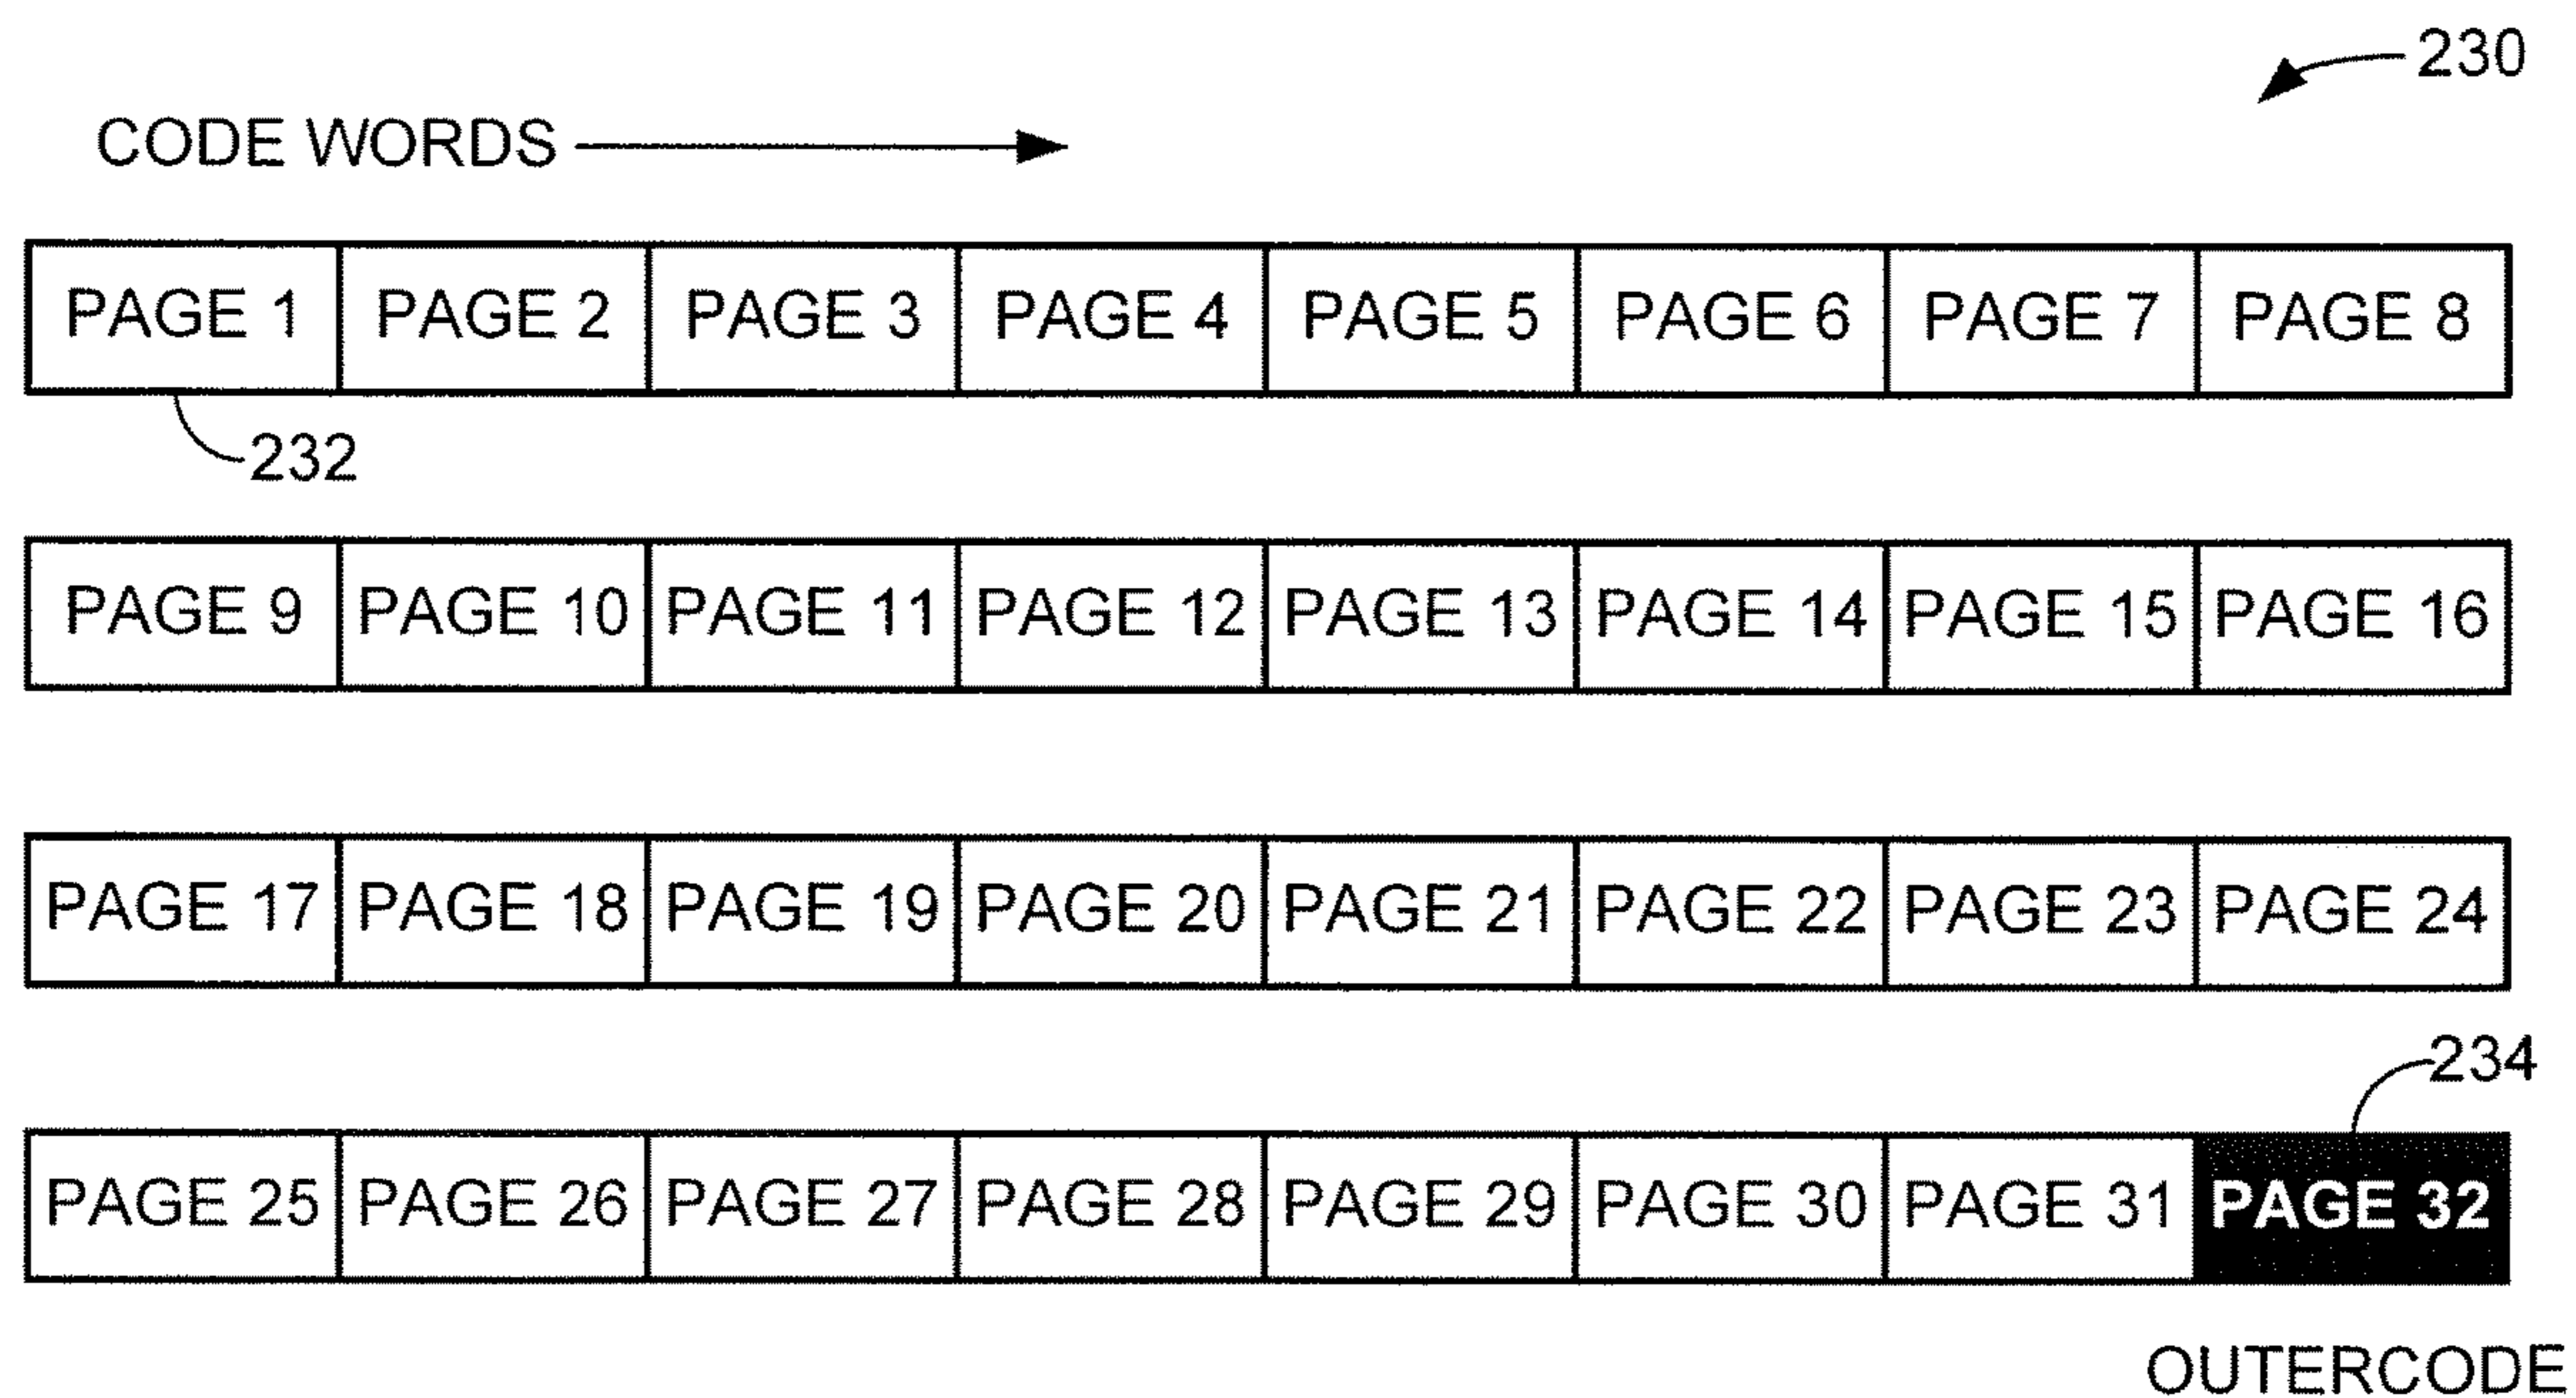 230
CODE WORDS
PAGE 1 PAGE 2 PAGE 3 PAGE 4 PAGE 5 PAGE 6 PAGE 7 PAGE 8
232
PAGE 9 PAGE 10 PAGE 11 PAGE 12 PAGE 13 PAGE 14 PAGE 15 PAGE 16
PAGE 17 PAGE 18 PAGE 19 PAGE 20 PAGE 21 PAGE 22 PAGE 23 PAGE 24
234
PAGE 25 PAGE 26 PAGE 27 PAGE 28 PAGE 29 PAGE 30 PAGE 31 PAGE 32
OUTERCODE